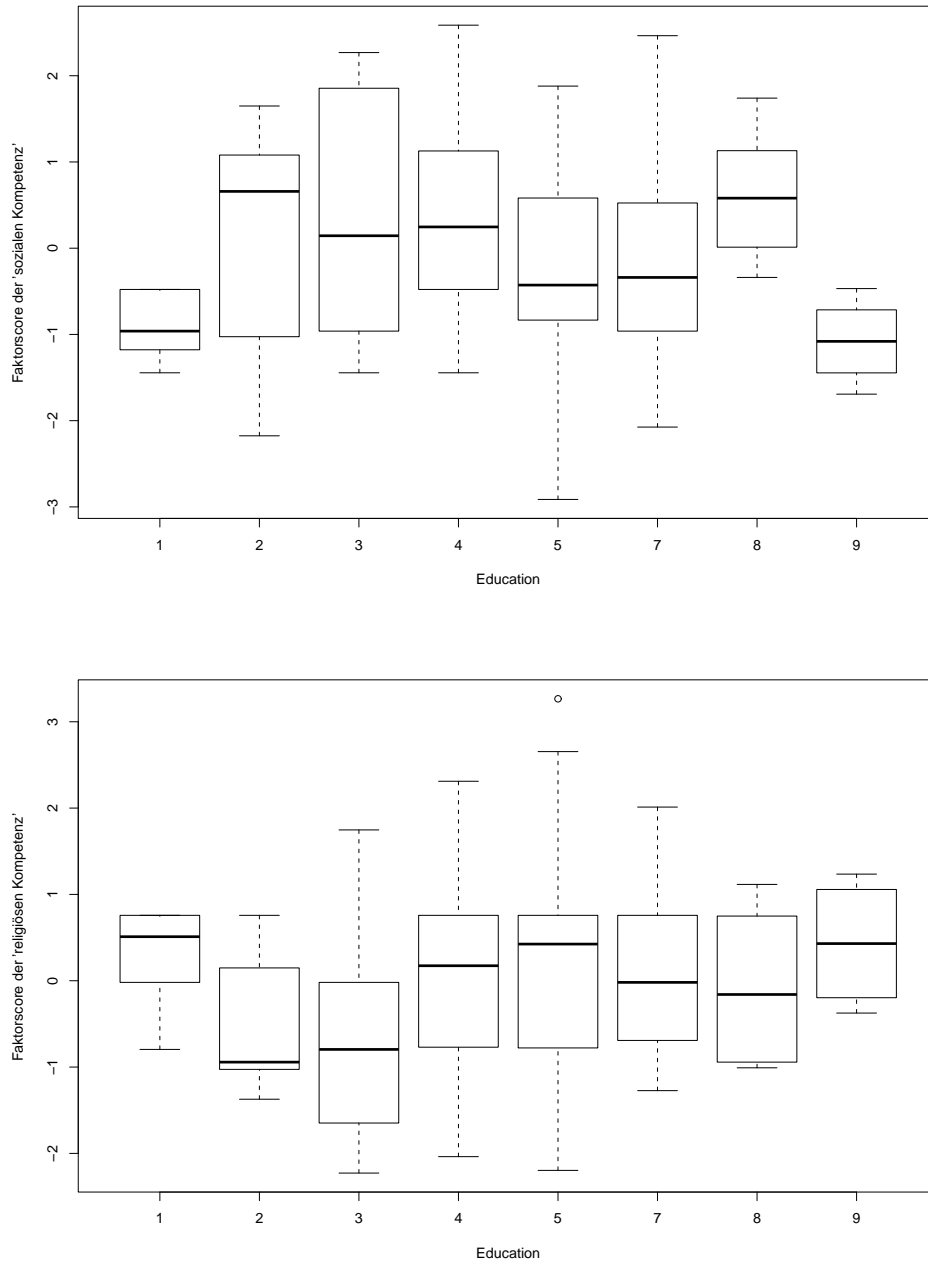 Faktorscore der 'sozialen Kompetenz'
2
1
0
−1
−2
−3
1 2 3 4 5 7 8 9
Education
Faktorscore der 'religiösen Kompetenz'
3
2
1
0
−1
−2
1 2 3 4 5 7 8 9
Education